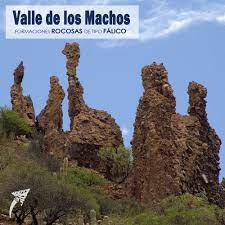 Valle de los Machos
FORMACIONES ROCOSAS DE TIPO FÁLICO